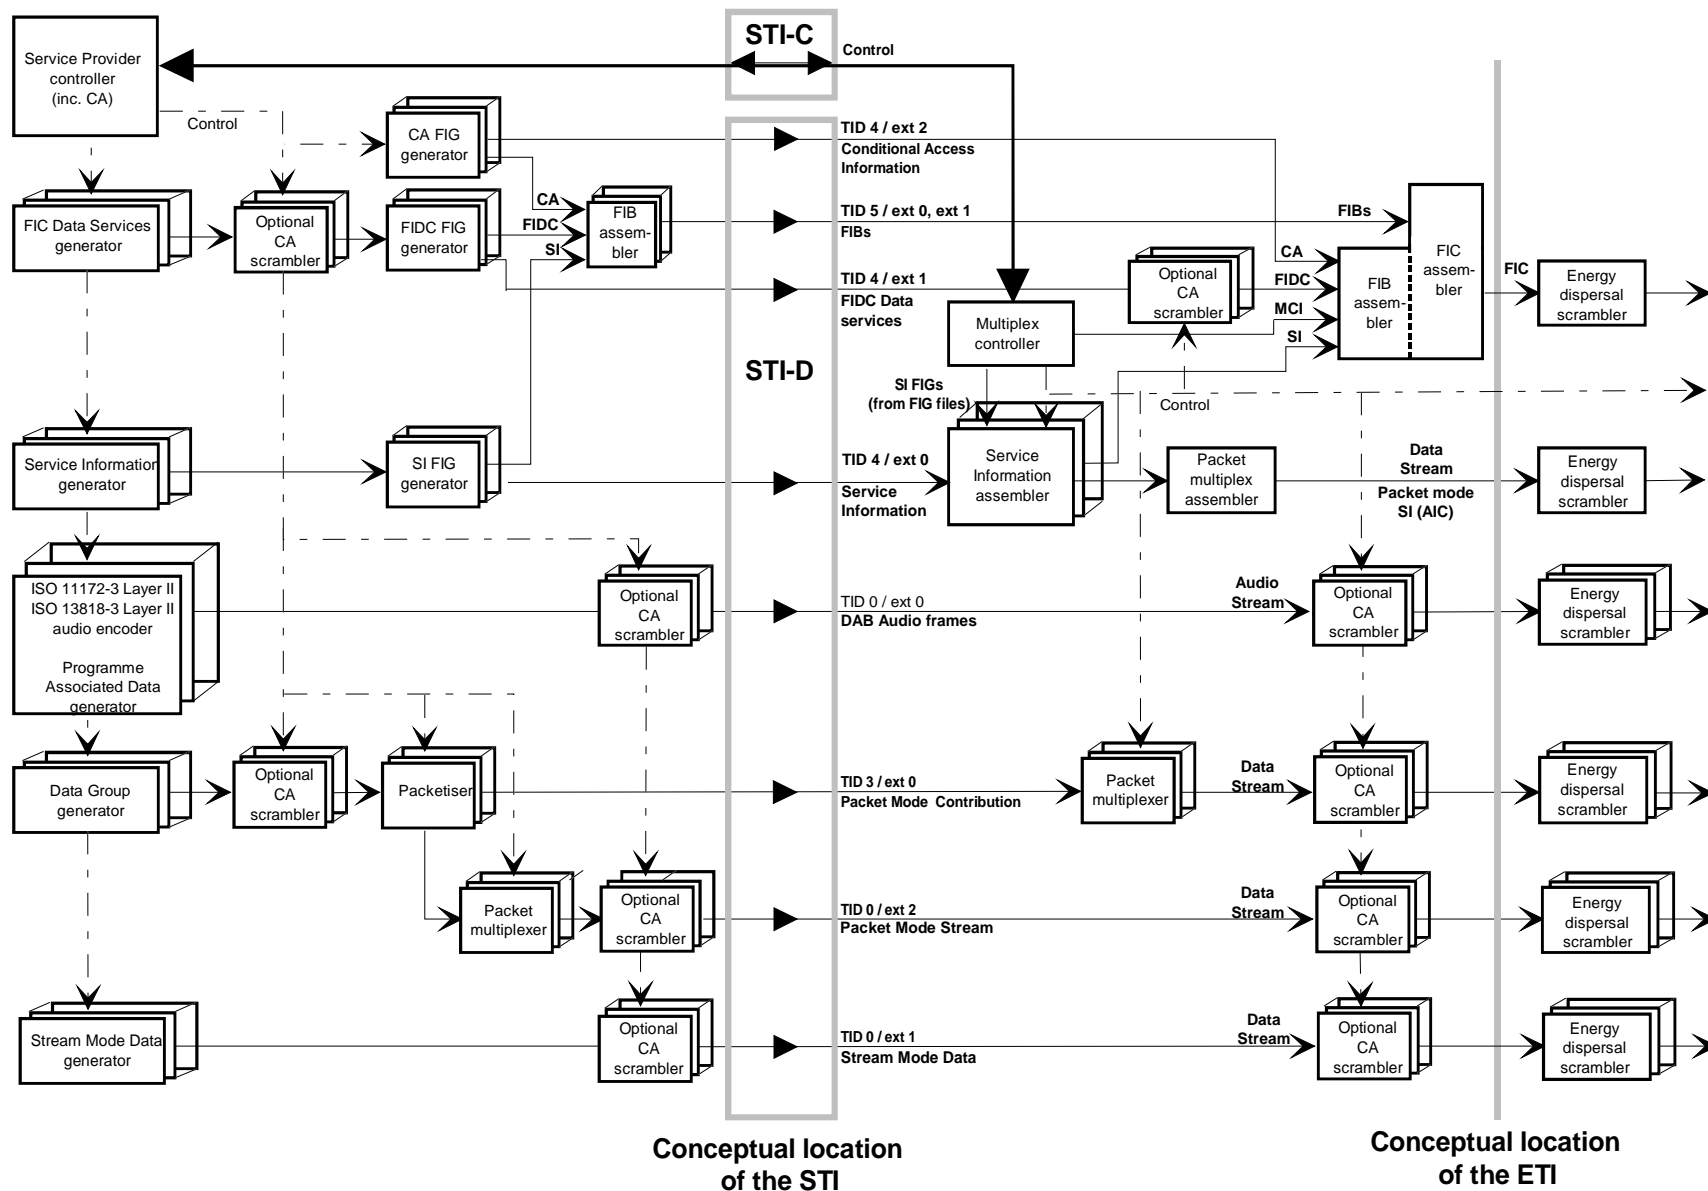 STI-C
Control
Service Provider
controller
(inc. CA)
Control
CA FIG
generator
TID 4 / ext 2
Conditional Access
Information
FIC Data Services
generator
Optional
CA
scrambler
FIDC FIG
generator
CA
FIDC
SI
FIB
assem-
bler
TID 5 / ext 0, ext 1
FIBs
FIBs
TID 4 / ext 1
FIDC Data
services
Multiplex
controller
Optional
CA
scrambler
CA
FIDC
MCI
SI
FIB
assem-
bler
FIC
assem-
bler
FIC
Energy
dispersal
scrambler
STI-D
SI FIGs
(from FIG files)
Control
Service Information
generator
SI FIG
generator
TID 4 / ext 0
Service
Information
Service
Information
assembler
Packet
multiplex
assembler
Data
Stream
Packet mode
SI (AIC)
Energy
dispersal
scrambler
ISO 11172-3 Layer II
ISO 13818-3 Layer II
audio encoder
Programme
Associated Data
generator
Optional
CA
scrambler
TID 0 / ext 0
DAB Audio frames
Audio
Stream
Optional
CA
scrambler
Energy
dispersal
scrambler
Data Group
generator
Optional
CA
scrambler
Packetiser
TID 3 / ext 0
Packet Mode Contribution
Packet
multiplexer
Data
Stream
Optional
CA
scrambler
Energy
dispersal
scrambler
Packet
multiplexer
Optional
CA
scrambler
TID 0 / ext 2
Packet Mode Stream
Data
Stream
Optional
CA
scrambler
Energy
dispersal
scrambler
Stream Mode Data
generator
Optional
CA
scrambler
TID 0 / ext 1
Stream Mode Data
Data
Stream
Optional
CA
scrambler
Energy
dispersal
scrambler
Conceptual location
of the STI
Conceptual location
of the ETI